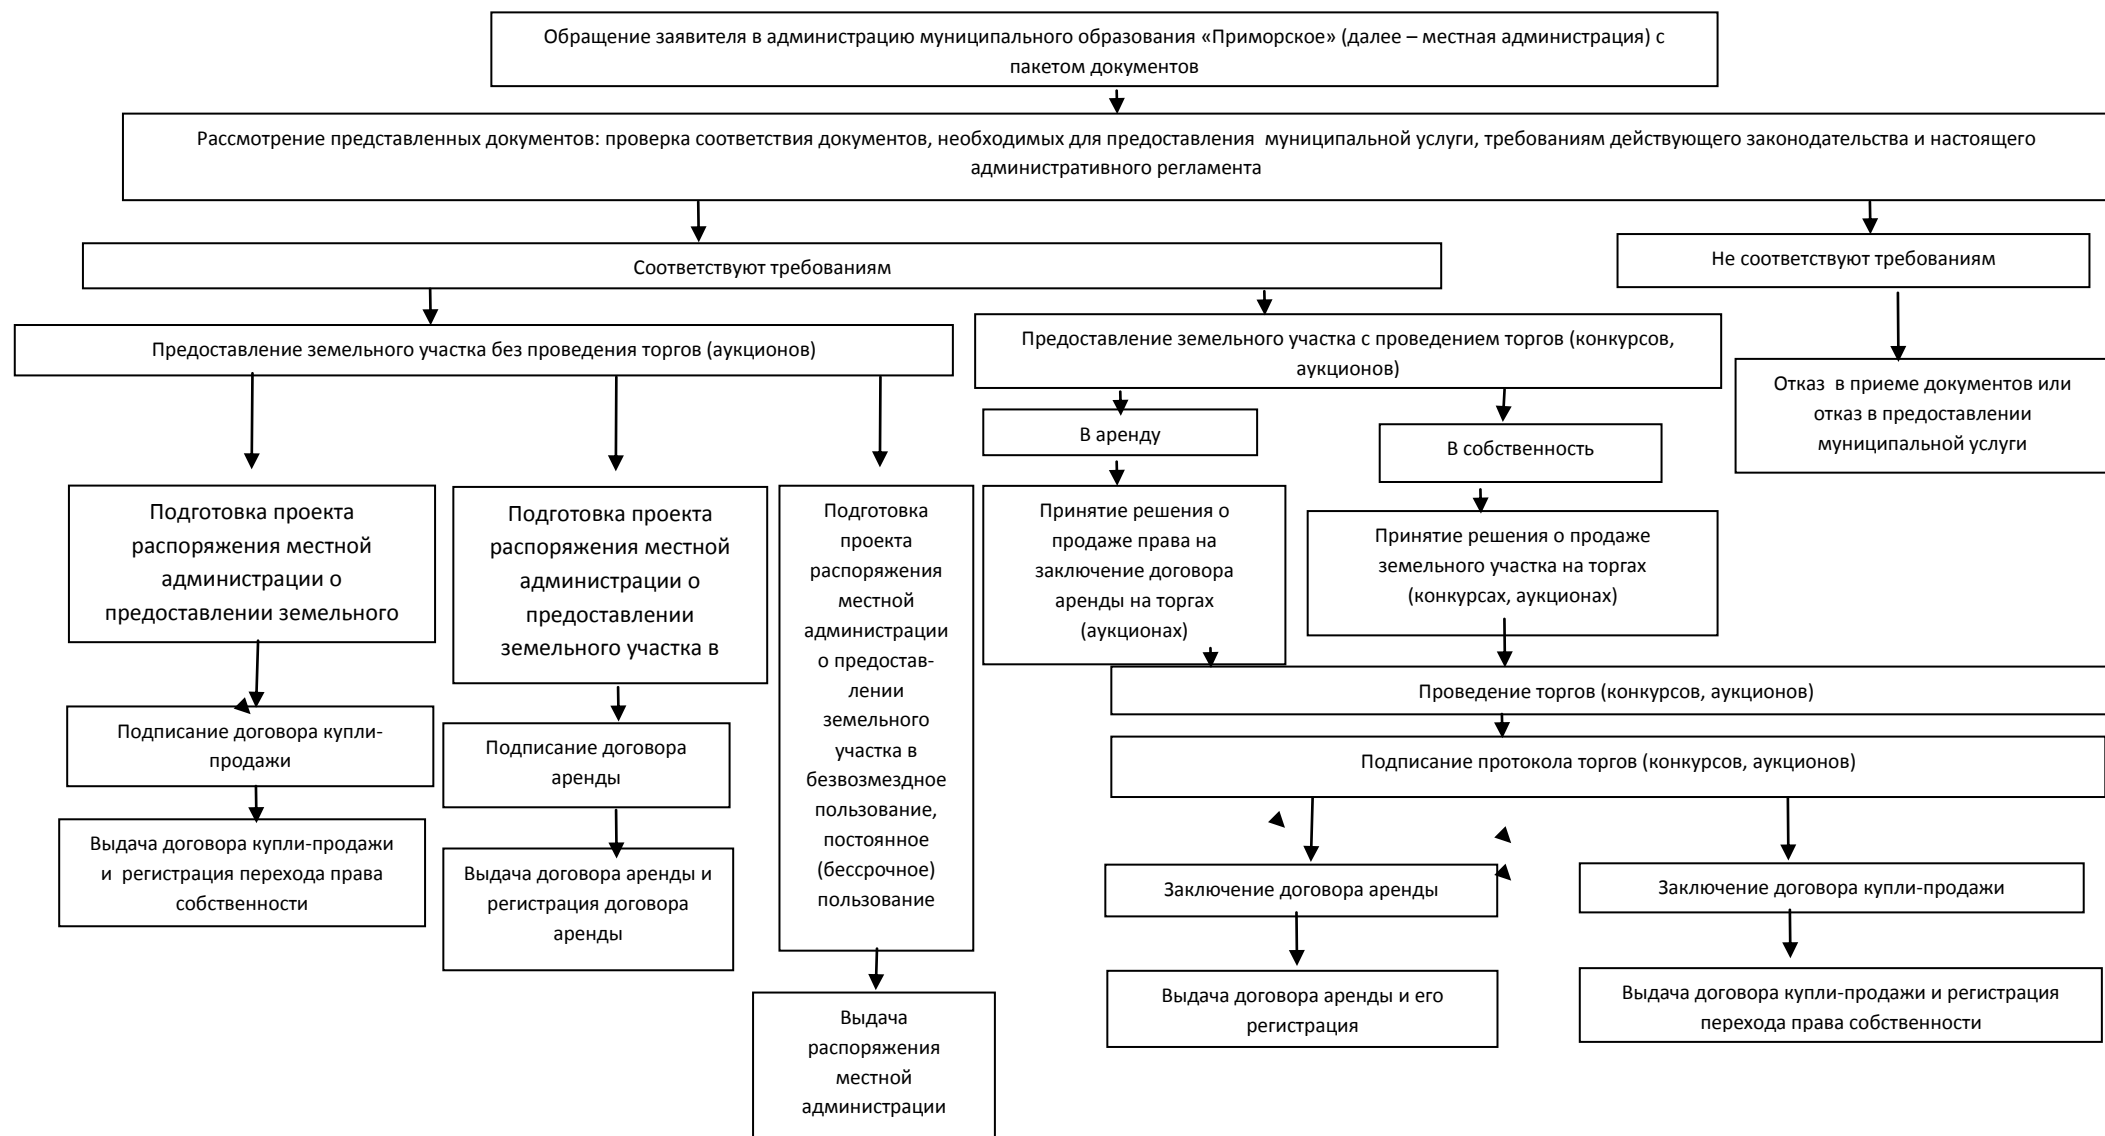 Обращение заявителя в администрацию муниципального образования «Приморское» (далее – местная администрация) с
пакетом документов
Рассмотрение представленных документов: проверка соответствия документов, необходимых для предоставления муниципальной услуги, требованиям действующего законодательства и настоящего
административного регламента
Соответствуют требованиям
Не соответствуют требованиям
Предоставление земельного участка без проведения торгов (аукционов)
Предоставление земельного участка с проведением торгов (конкурсов,
аукционов)
Отказ в приеме документов или
отказ в предоставлении
муниципальной услуги
В аренду
В собственность
Подготовка проекта
распоряжения местной
администрации о
предоставлении земельного
Подготовка проекта
распоряжения местной
администрации о
предоставлении
земельного участка в
Подготовка
проекта
распоряжения
местной
администрации
о предостав-
лении
земельного
участка в
безвозмездное
пользование,
постоянное
(бессрочное)
пользование
Принятие решения о
продаже права на
заключение договора
аренды на торгах
(аукционах)
Принятие решения о продаже
земельного участка на торгах
(конкурсах, аукционах)
Проведение торгов (конкурсов, аукционов)
Подписание договора купли-
продажи
Подписание договора
аренды
Подписание протокола торгов (конкурсов, аукционов)
Выдача договора купли-продажи
и регистрация перехода права
собственности
Выдача договора аренды и
регистрация договора
аренды
Заключение договора аренды
Заключение договора купли-продажи
Выдача договора аренды и его
регистрация
Выдача договора купли-продажи и регистрация
перехода права собственности
Выдача
распоряжения
местной
администрации